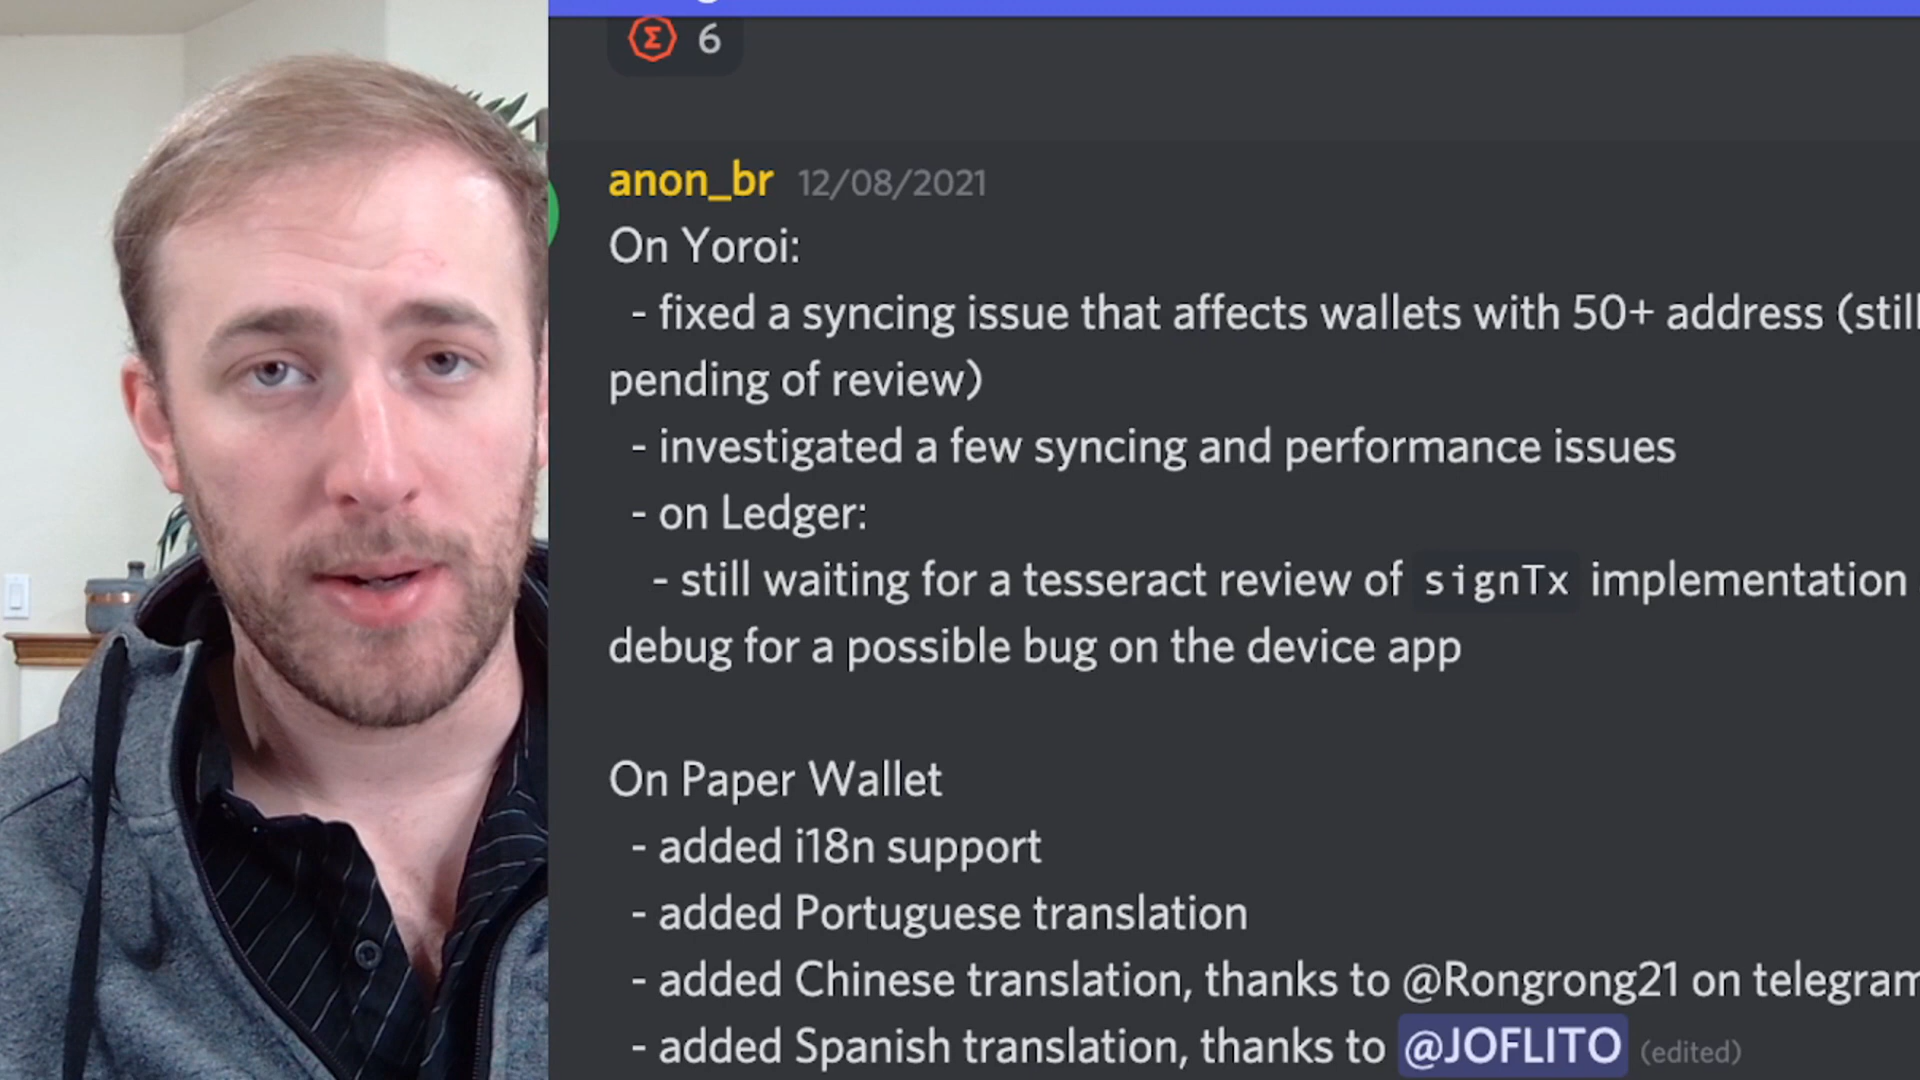 6
anon_br 12/08/2021
On Yoroi:
- fixed a syncing issue that affects wallets with 50+ address (still
pending of review)
- investigated a few syncing and performance issues
- on Ledger:
- still waiting for a tesseract review of signTx implementation
debug for a possible bug on the device app
On Paper Wallet
- added i18n support
- added Portuguese translation
- added Chinese translation, thanks to @Rongrong21 on telegram
- added Spanish translation, thanks to @JOFLITO (edited)